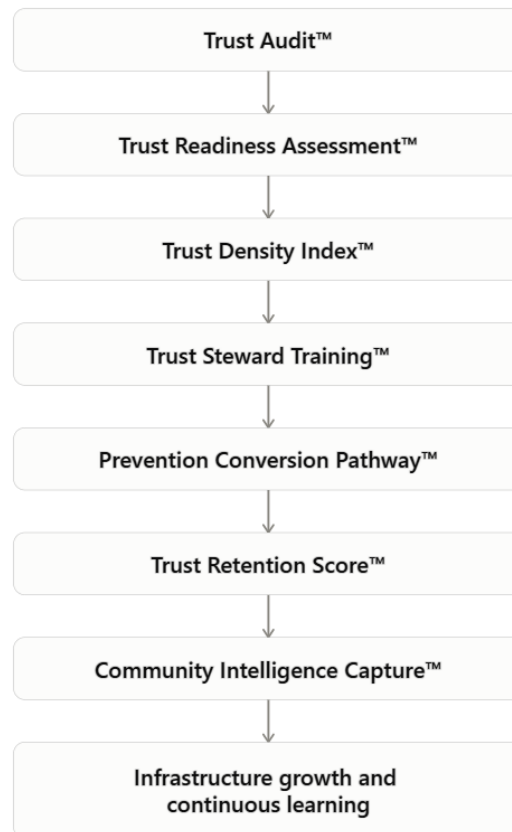 Trust Audit™
Trust Readiness Assessment™
Trust Density Index™
Trust Steward Training™
Prevention Conversion Pathway™
Trust Retention Score™
Community Intelligence Capture™
Infrastructure growth and
continuous learning